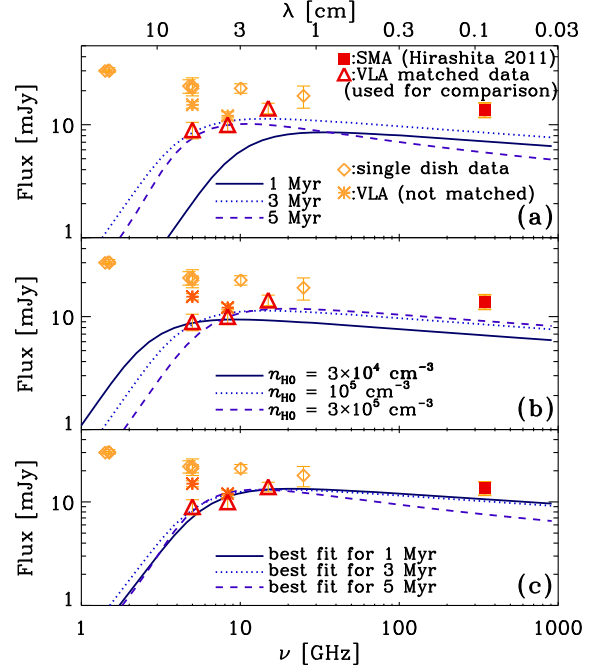 λ [cm]
10 3 1 0.3 0.1 0.03
:SMA (Hirashita 2011)
:VLA matched data
(used for comparison)
10
Flux [mJy]
:single dish data
:VLA (not matched)
1 Myr
3 Myr
5 Myr
(a)
1
10
Flux [mJy]
n_H0 = 3×10^4 cm^-3
n_H0 = 10^5 cm^-3
n_H0 = 3×10^5 cm^-3
(b)
1
10
Flux [mJy]
best fit for 1 Myr
best fit for 3 Myr
best fit for 5 Myr
(c)
1
1 10 100 1000
ν [GHz]